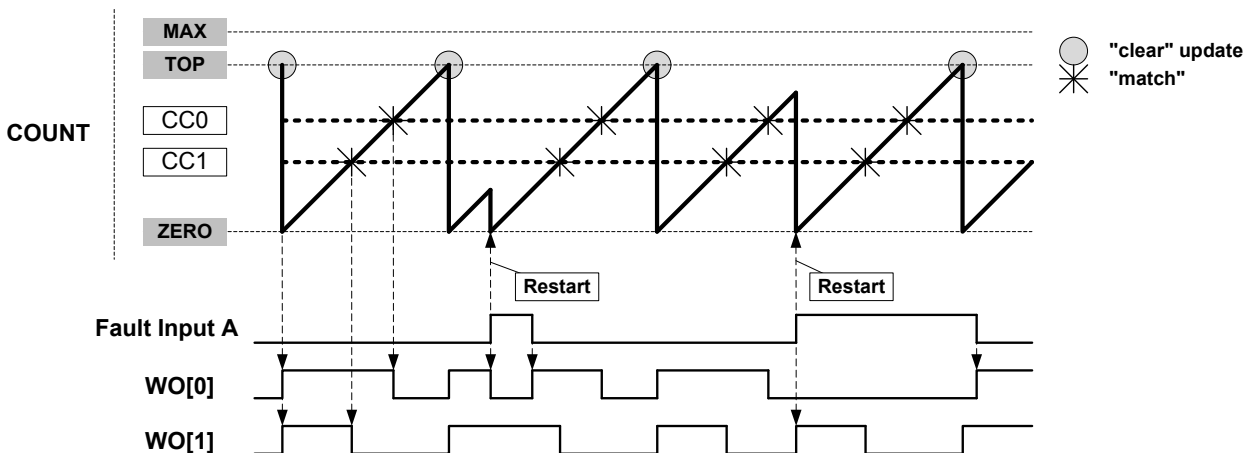 MAX
TOP
CC0
COUNT
CC1
ZERO
"clear" update
"match"
Restart
Restart
Fault Input A
WO[0]
WO[1]